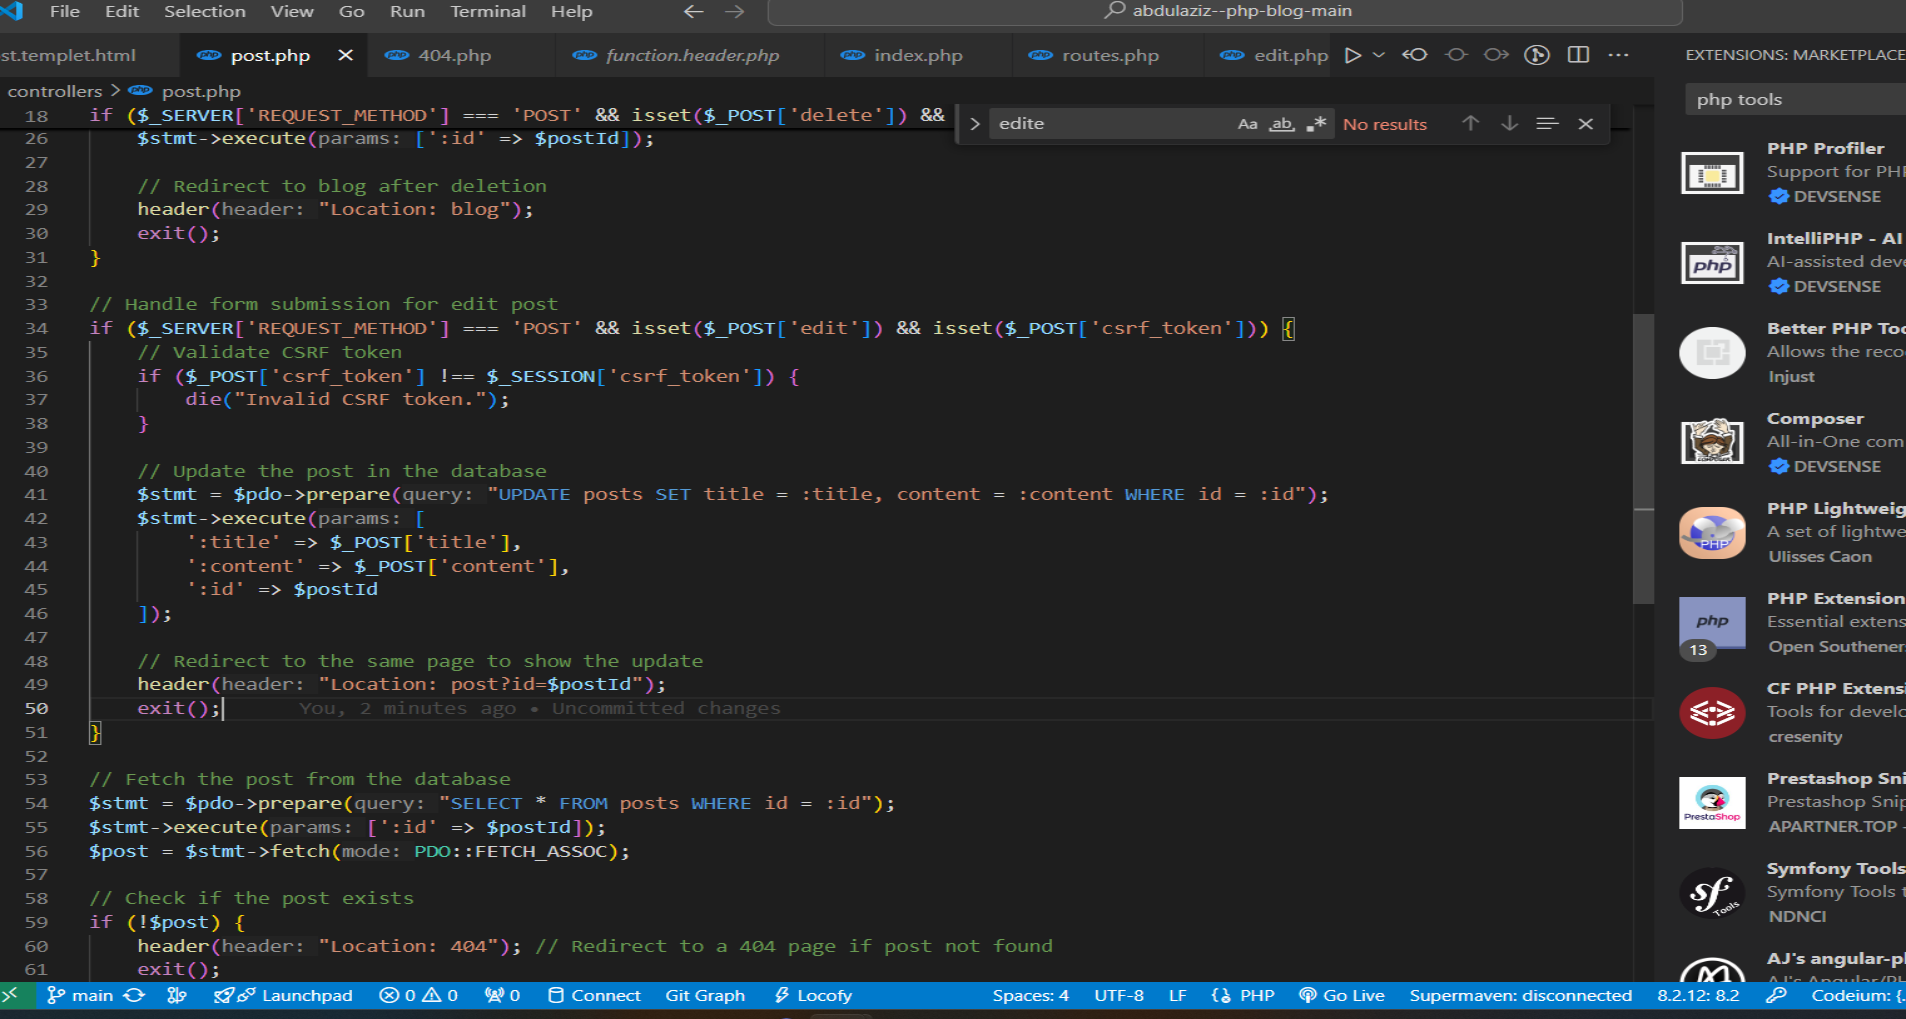 File Edit Selection View Go Run Terminal Help
abdulaziz--php-blog-main
st.templet.html
post.php
404.php
function.header.php
index.php
routes.php
edit.php
EXTENSIONS: MARKETPLACE
controllers > post.php
php tools
edite
Aa ab .* No results
18 if ($_SERVER['REQUEST_METHOD'] === 'POST' && isset($_POST['delete']) &&
26 $stmt->execute(params: [':id' => $postId]);
27
28 // Redirect to blog after deletion
29 header(header: "Location: blog");
30 exit();
31 }
32
33 // Handle form submission for edit post
34 if ($_SERVER['REQUEST_METHOD'] === 'POST' && isset($_POST['edit']) && isset($_POST['csrf_token'])) {
35 // Validate CSRF token
36 if ($_POST['csrf_token'] !== $_SESSION['csrf_token']) {
37 die("Invalid CSRF token.");
38 }
39
40 // Update the post in the database
41 $stmt = $pdo->prepare(query: "UPDATE posts SET title = :title, content = :content WHERE id = :id");
42 $stmt->execute(params: [
43 ':title' => $_POST['title'],
44 ':content' => $_POST['content'],
45 ':id' => $postId
46 ]);
47
48 // Redirect to the same page to show the update
49 header(header: "Location: post?id=$postId");
50 exit(); You, 2 minutes ago • Uncommitted changes
51 }
52
53 // Fetch the post from the database
54 $stmt = $pdo->prepare(query: "SELECT * FROM posts WHERE id = :id");
55 $stmt->execute(params: [':id' => $postId]);
56 $post = $stmt->fetch(mode: PDO::FETCH_ASSOC);
57
58 // Check if the post exists
59 if (!$post) {
60 header(header: "Location: 404"); // Redirect to a 404 page if post not found
61 exit();
PHP Profiler
Support for PHP
DEVSENSE
IntelliPHP - AI
AI-assisted deve
DEVSENSE
php
Better PHP Too
Allows the reco
Injust
Composer
All-in-One com
DEVSENSE
PHP Lightweig
A set of lightwe
Ulisses Caon
PHP
PHP Extension
Essential extens
Open Southeners
php
13
CF PHP Extensi
Tools for develo
cresenity
Prestashop Sni
Prestashop Snip
APARTNER.TOP -
PrestaShop
Symfony Tools
Symfony Tools t
NDNCI
sf Tools
AJ's angular-pl
main
Launchpad
0 0
0
Connect
Git Graph
Locofy
Spaces: 4
UTF-8
LF
PHP
Go Live
Supermaven: disconnected
8.2.12: 8.2
Codeium: {.